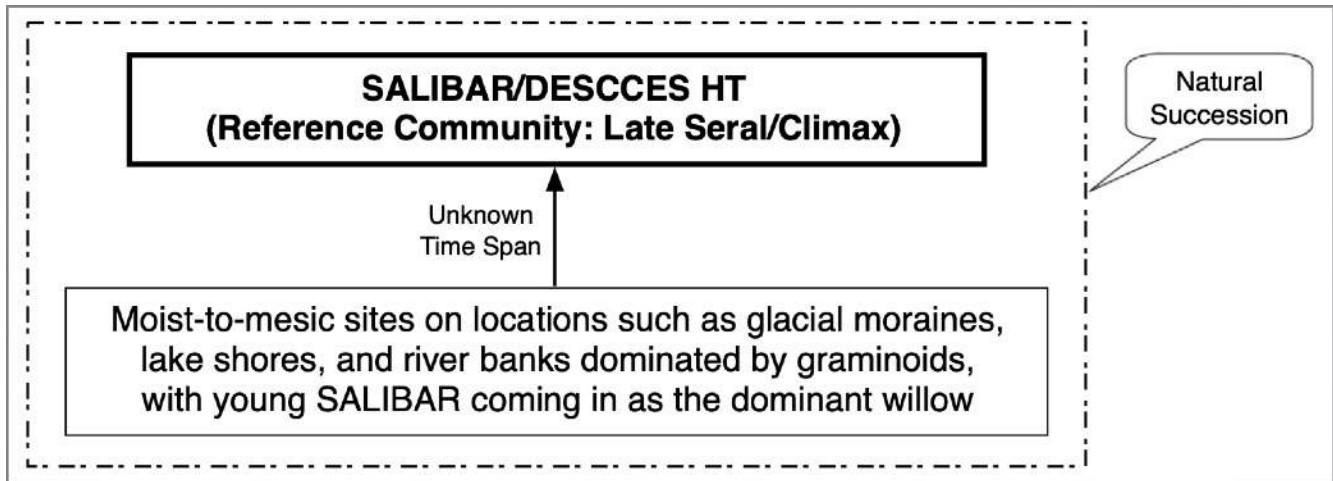 SALIBAR/DESCCES HT
(Reference Community: Late Seral/Climax)
Natural
Succession
Unknown
Time Span
Moist-to-mesic sites on locations such as glacial moraines,
lake shores, and river banks dominated by graminoids,
with young SALIBAR coming in as the dominant willow